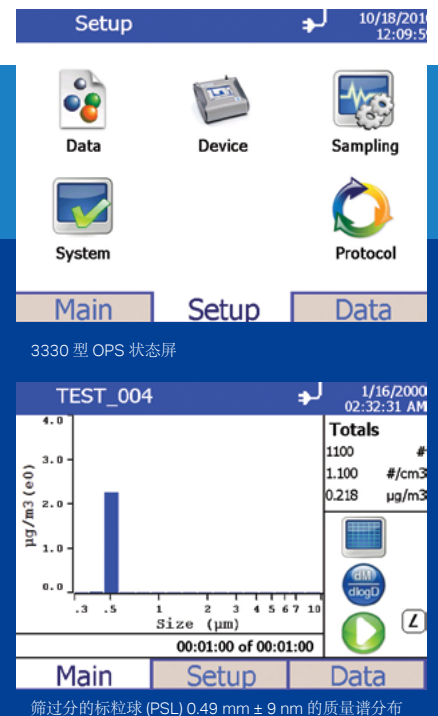 Setup
10/18/201
12:09:5
Data
Device
Sampling
System
Protocol
Main
Setup
Data
3330 型 OPS 状态屏
TEST_004
1/16/2000
02:32:31 AM
4.0
3.0
2.0
1.0
0.0
µg/m3 (e0)
.3 .5 1 2 3 4 5 6 7 10
Size (µm)
Totals
1100 #
1.100 #/cm3
0.218 µg/m3
dM
dlogD
L
00:01:00 of 00:01:00
Main
Setup
Data
筛过分的标粒球 (PSL) 0.49 mm ± 9 nm 的质量谱分布